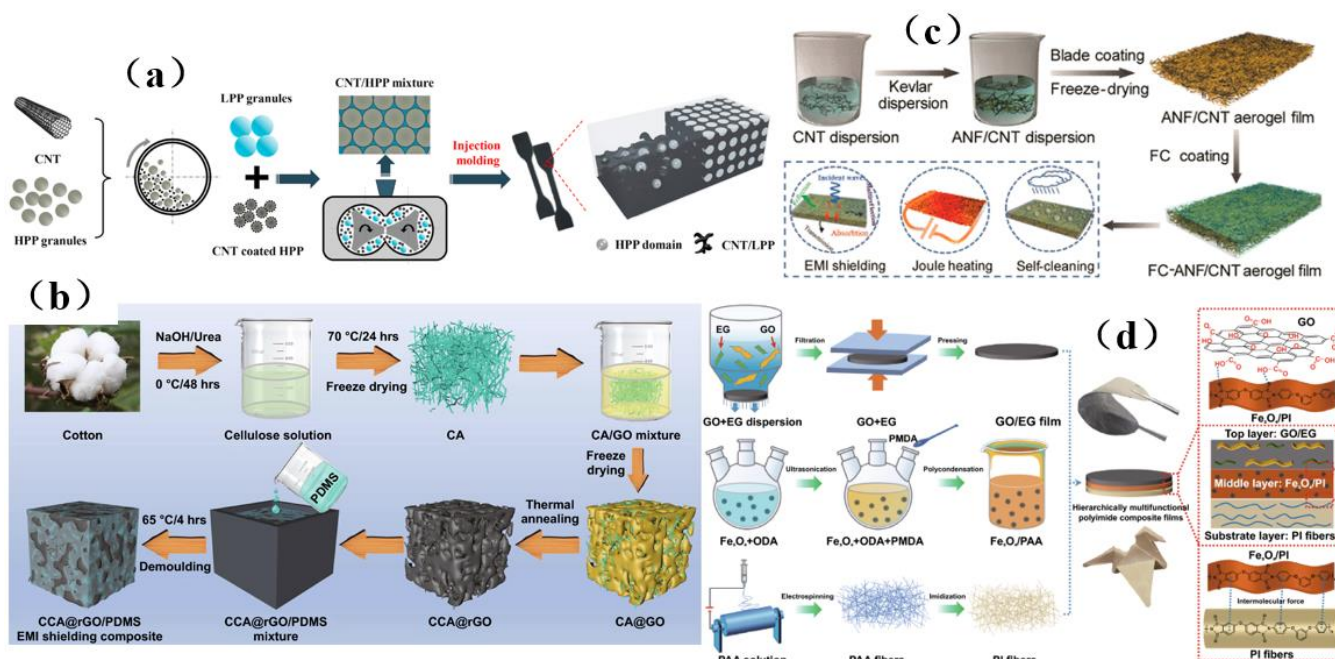 (a)
CNT
HPP granules
LPP granules
CNT coated HPP
CNT/HPP mixture
Injection
molding
HPP domain
CNT/LPP
(c)
CNT dispersion
Kevlar
dispersion
ANF/CNT dispersion
Blade coating
Freeze-drying
ANF/CNT aerogel film
FC coating
FC-ANF/CNT aerogel film
Incident wave
Absorbtion
EMI shielding
Joule heating
Self-cleaning
(b)
Cotton
NaOH/Urea
0 °C/48 hrs
Cellulose solution
70 °C/24 hrs
Freeze drying
CA
CA/GO mixture
Freeze
drying
CA@GO
Thermal
annealing
CCA@rGO
PDMS
CCA@rGO/PDMS
mixture
65 °C/4 hrs
Demoulding
CCA@rGO/PDMS
EMI shielding composite
(d)
EG
GO
GO+EG dispersion
Filtration
GO+EG
Pressing
GO/EG film
Fe₃O₄+ODA
Ultrasonication
PMDA
Fe₃O₄+ODA+PMDA
Polycondensation
Fe₃O₄/PAA
PAA solution
Electrospinning
PAA fibers
Imidization
PI fibers
Hierarchically multifunctional
polyimide composite films
GO
Fe₃O₄/PI
Top layer: GO/EG
Middle layer: Fe₃O₄/PI
Substrate layer: PI fibers
Fe₃O₄/PI
Intermolecular force
PI fibers